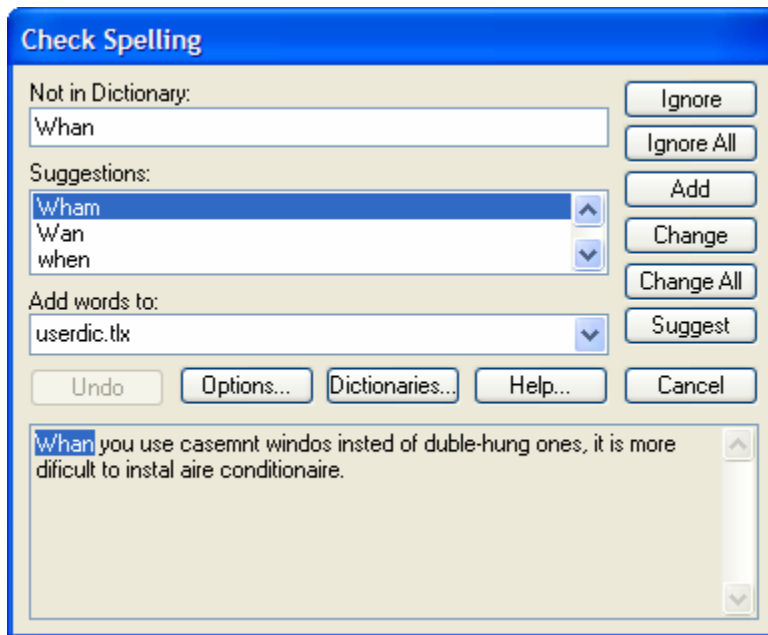 Check Spelling
Not in Dictionary:
Whan
Ignore
Ignore All
Suggestions:
Wham
Wan
when
Add
Change
Change All
Add words to:
userdic.tlx
Suggest
Undo Options... Dictionaries... Help... Cancel
Whan you use casemnt windos insted of duble-hung ones, it is more
dificult to instal aire conditionaire.